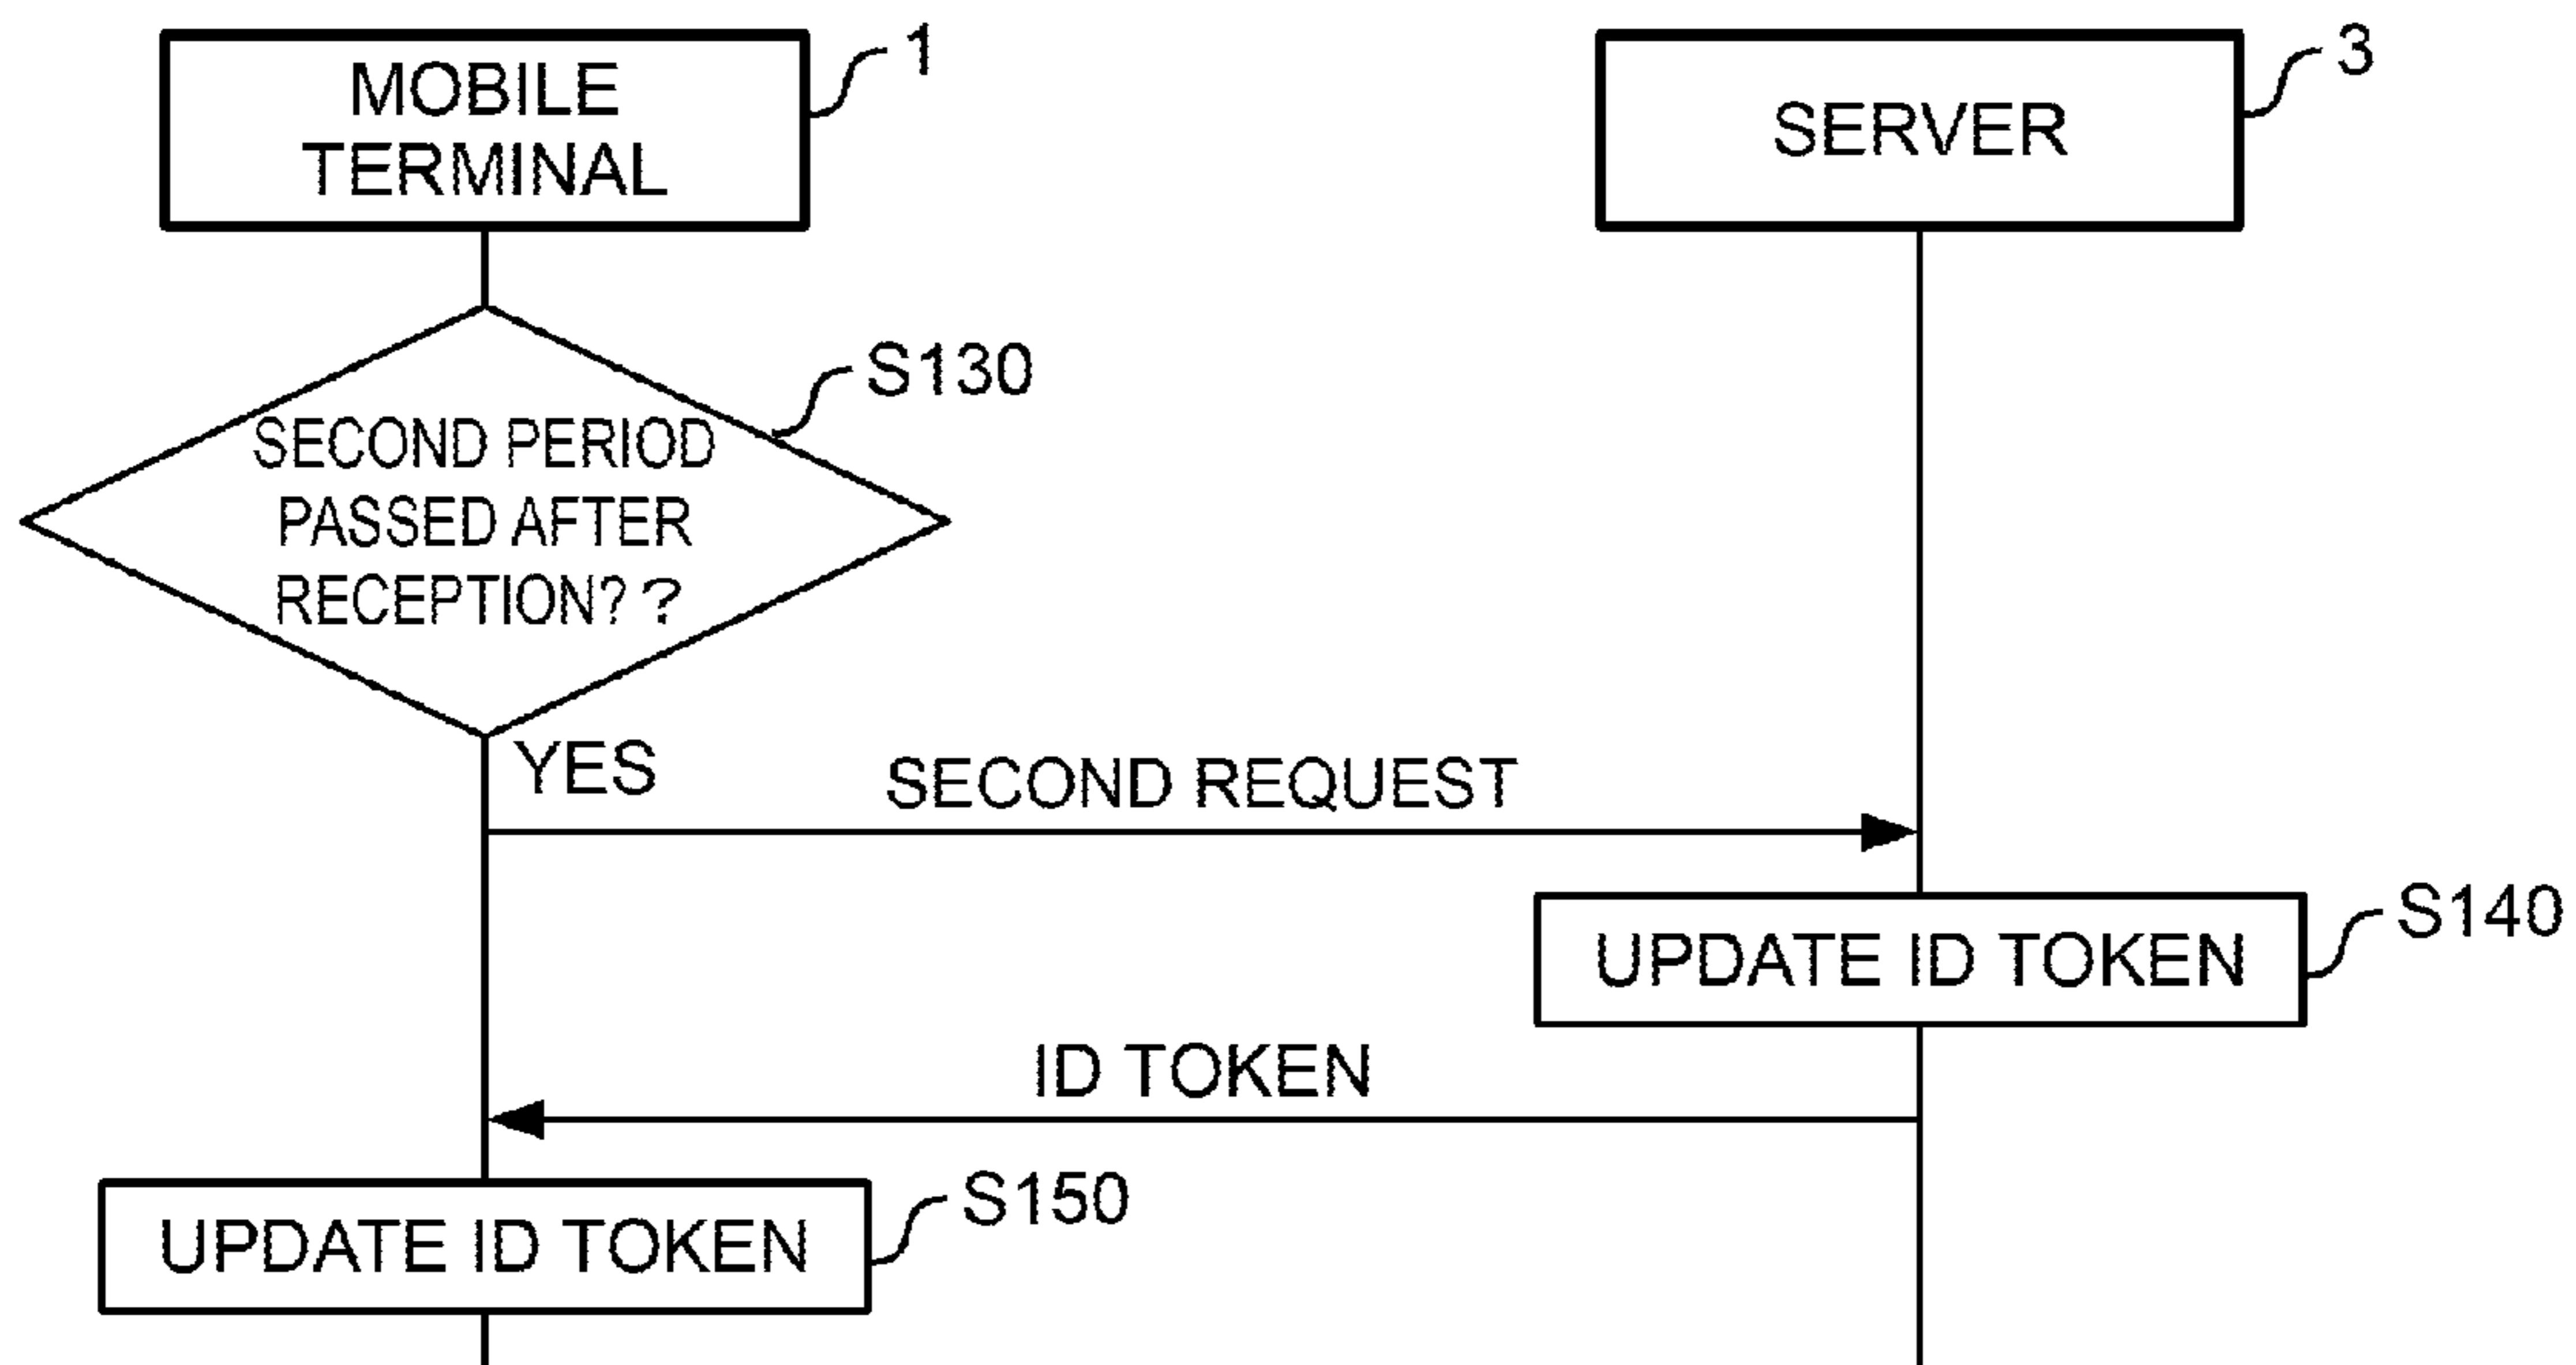 MOBILE
TERMINAL
1
SERVER
3
S130
SECOND PERIOD
PASSED AFTER
RECEPTION? ?
YES
SECOND REQUEST
UPDATE ID TOKEN
S140
ID TOKEN
UPDATE ID TOKEN
S150